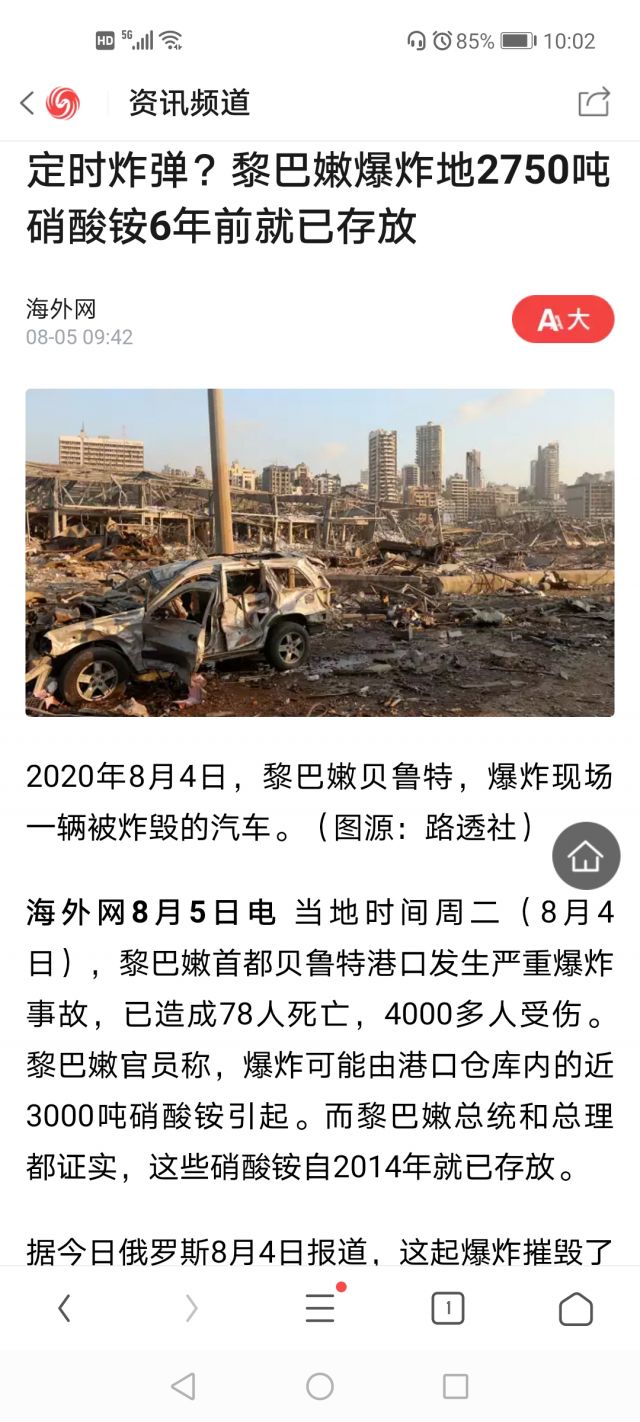 HD 5G 85% 10:02
资讯频道
定时炸弹？黎巴嫩爆炸地2750吨
硝酸铵6年前就已存放
海外网
08-05 09:42
AA大
2020年8月4日，黎巴嫩贝鲁特，爆炸现场
一辆被炸毁的汽车。（图源：路透社）
海外网8月5日电 当地时间周二（8月4
日），黎巴嫩首都贝鲁特港口发生严重爆炸
事故，已造成78人死亡，4000多人受伤。
黎巴嫩官员称，爆炸可能由港口仓库内的近
3000吨硝酸铵引起。而黎巴嫩总统和总理
都证实，这些硝酸铵自2014年就已存放。
据今日俄罗斯8月4日报道，这起爆炸摧毁了
1